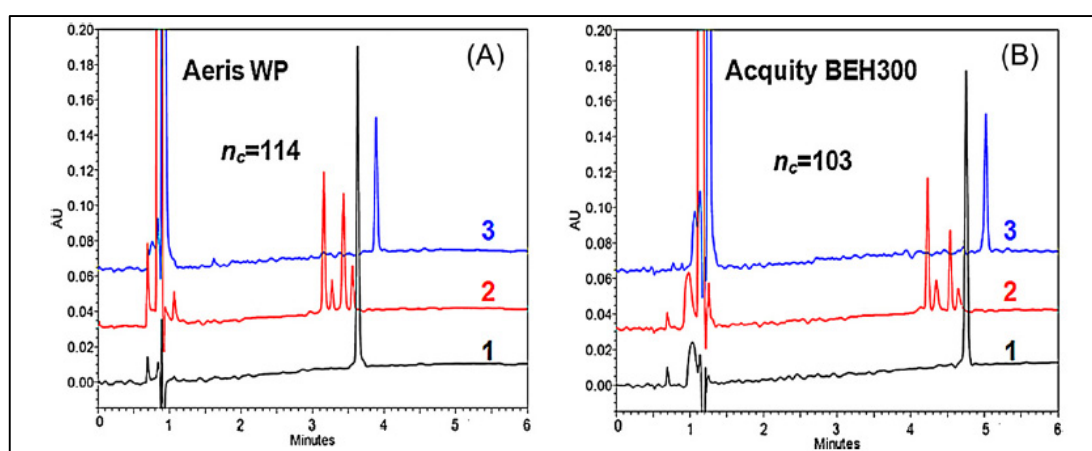 (A)
Aeris WP
n_c=114
AU
0.20
0.18
0.16
0.14
0.12
0.10
0.08
0.06
0.04
0.02
0.00
3
2
1
0 1 2 3 4 5 6
Minutes
(B)
Acquity BEH300
n_c=103
AU
0.20
0.18
0.16
0.14
0.12
0.10
0.08
0.06
0.04
0.02
0.00
3
2
1
0 1 2 3 4 5 6
Minutes